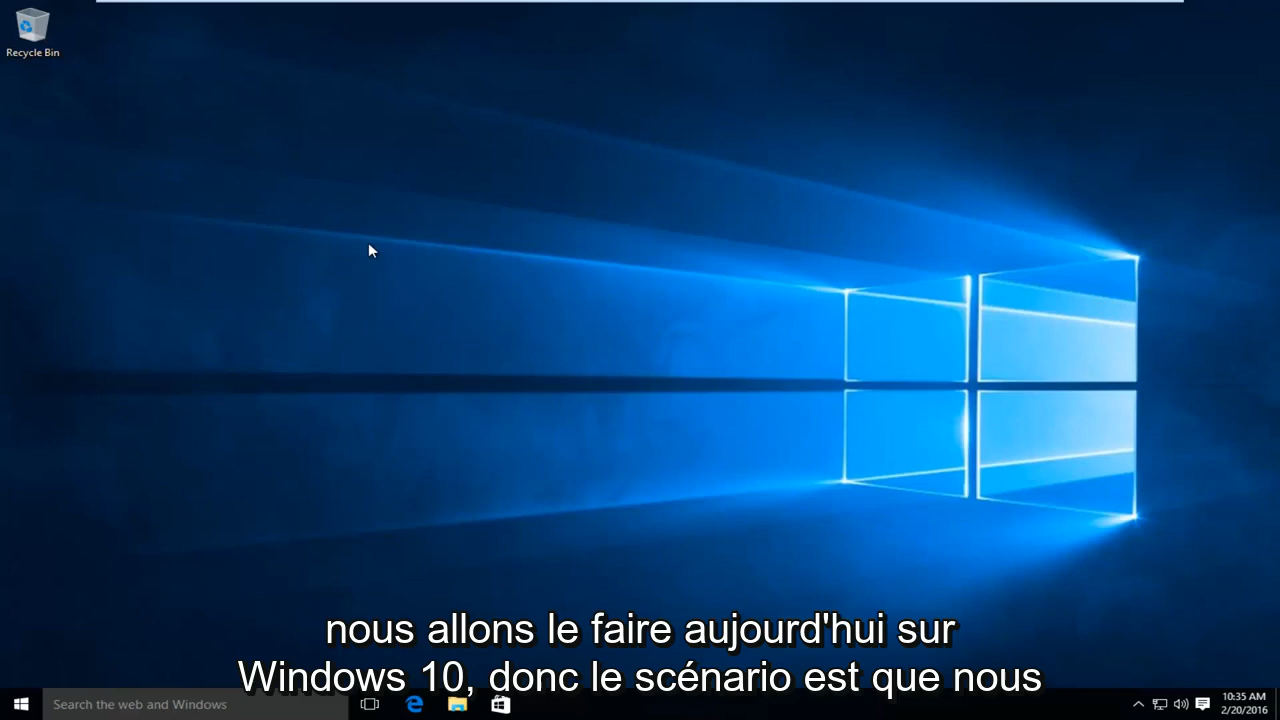 Recycle Bin
nous allons le faire aujourd'hui sur
Windows 10, donc le scénario est que nous
Search the web and Windows
10:35 AM
2/20/2016